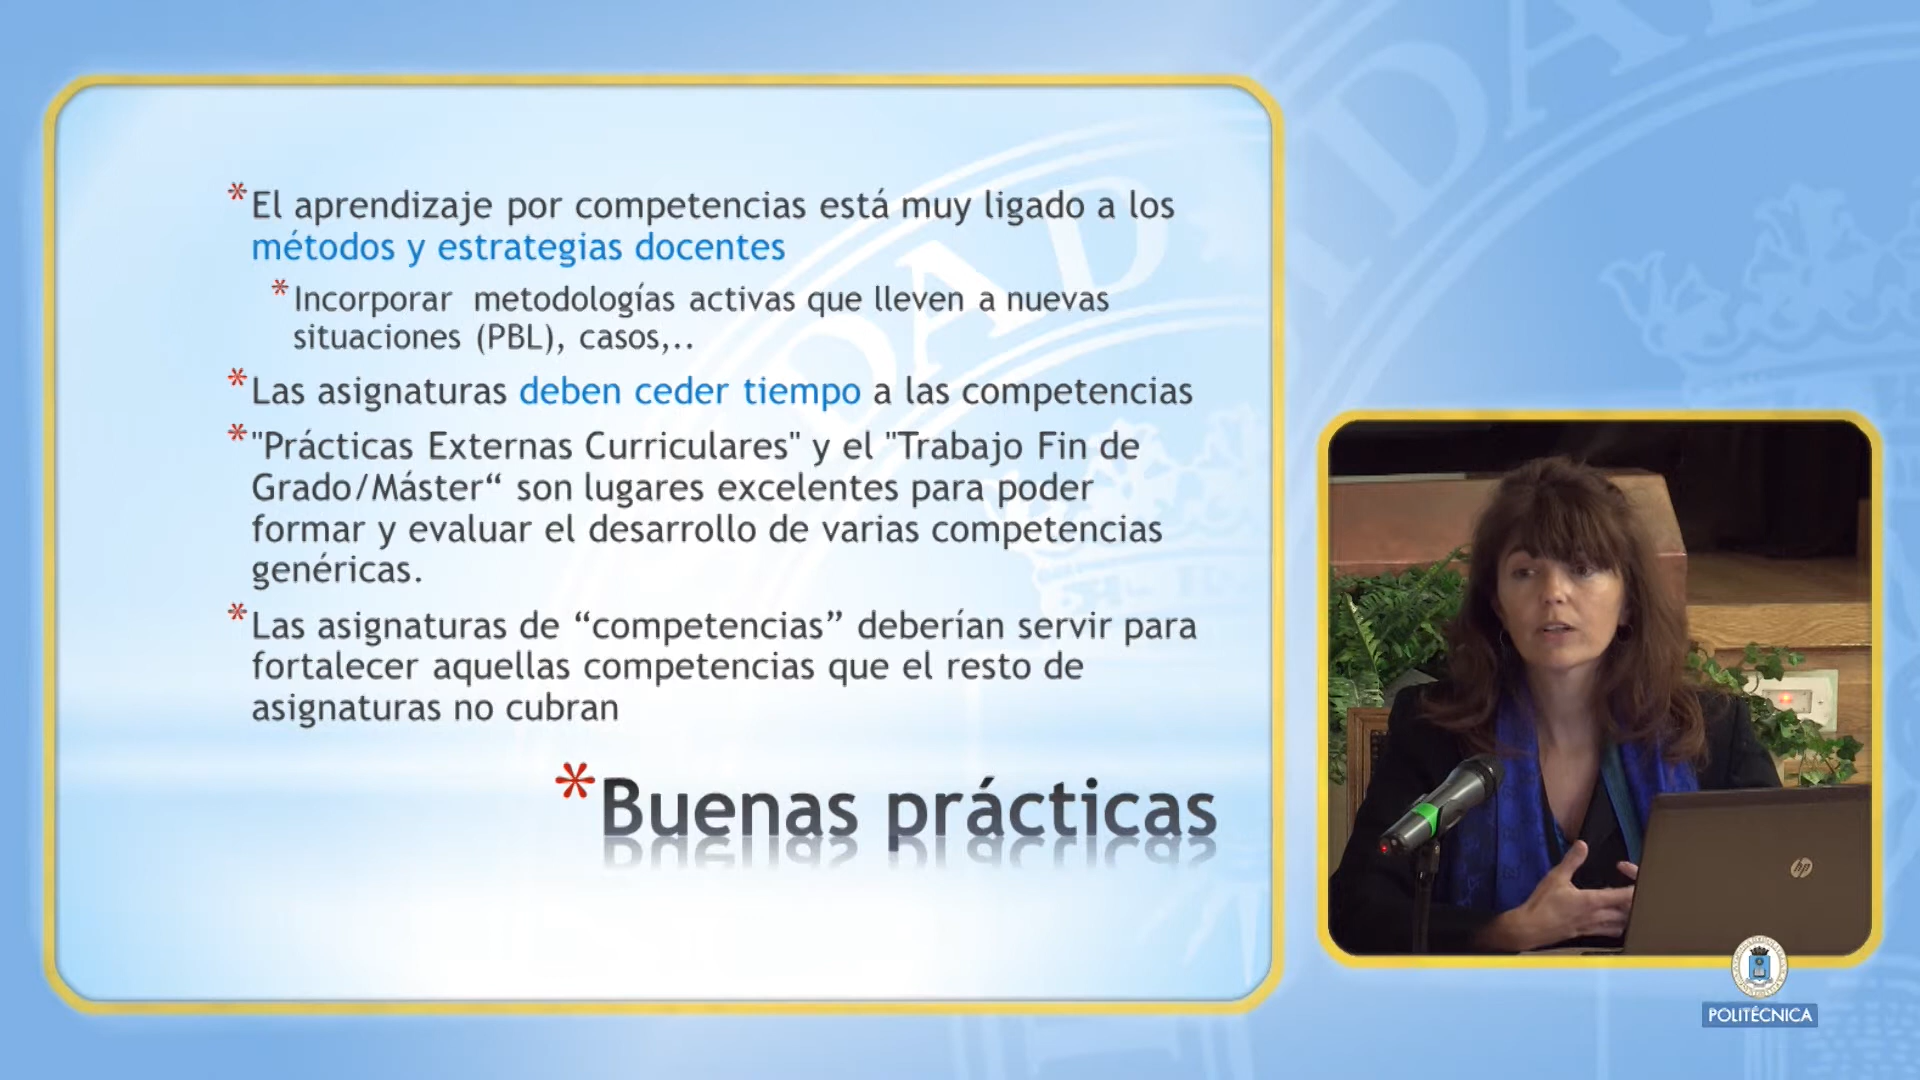 *El aprendizaje por competencias está muy ligado a los
métodos y estrategias docentes
*Incorporar  metodologías activas que lleven a nuevas
situaciones (PBL), casos,..
*Las asignaturas deben ceder tiempo a las competencias
*"Prácticas Externas Curriculares" y el "Trabajo Fin de
Grado/Máster“ son lugares excelentes para poder
formar y evaluar el desarrollo de varias competencias
genéricas.
*Las asignaturas de “competencias” deberían servir para
fortalecer aquellas competencias que el resto de
asignaturas no cubran
*Buenas prácticas
hp
POLITÉCNICA